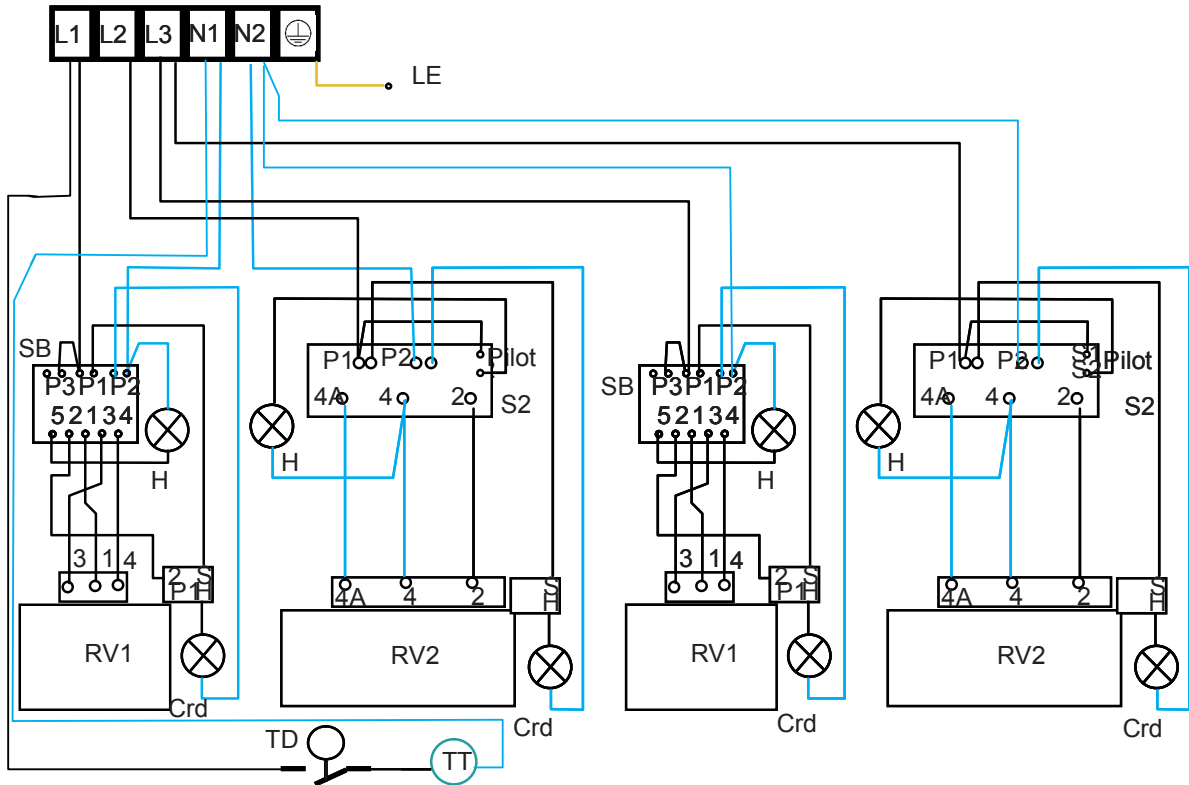 L1 L2 L3 N1 N2
LE
SB
P3 P1 P2
5 2 1 3 4
H
3 1 4
2 S
P1 H
RV1
Crd
P1 P2 Pilot
4A 4 2
S2
H
4A 4 2
S
H
RV2
Crd
SB
P3 P1 P2
5 2 1 3 4
H
3 1 4
2 S
P1 H
RV1
Crd
P1 P2 S1 Pilot
S2
4A 4 2
S2
H
4A 4 2
S
H
RV2
Crd
TD
TT